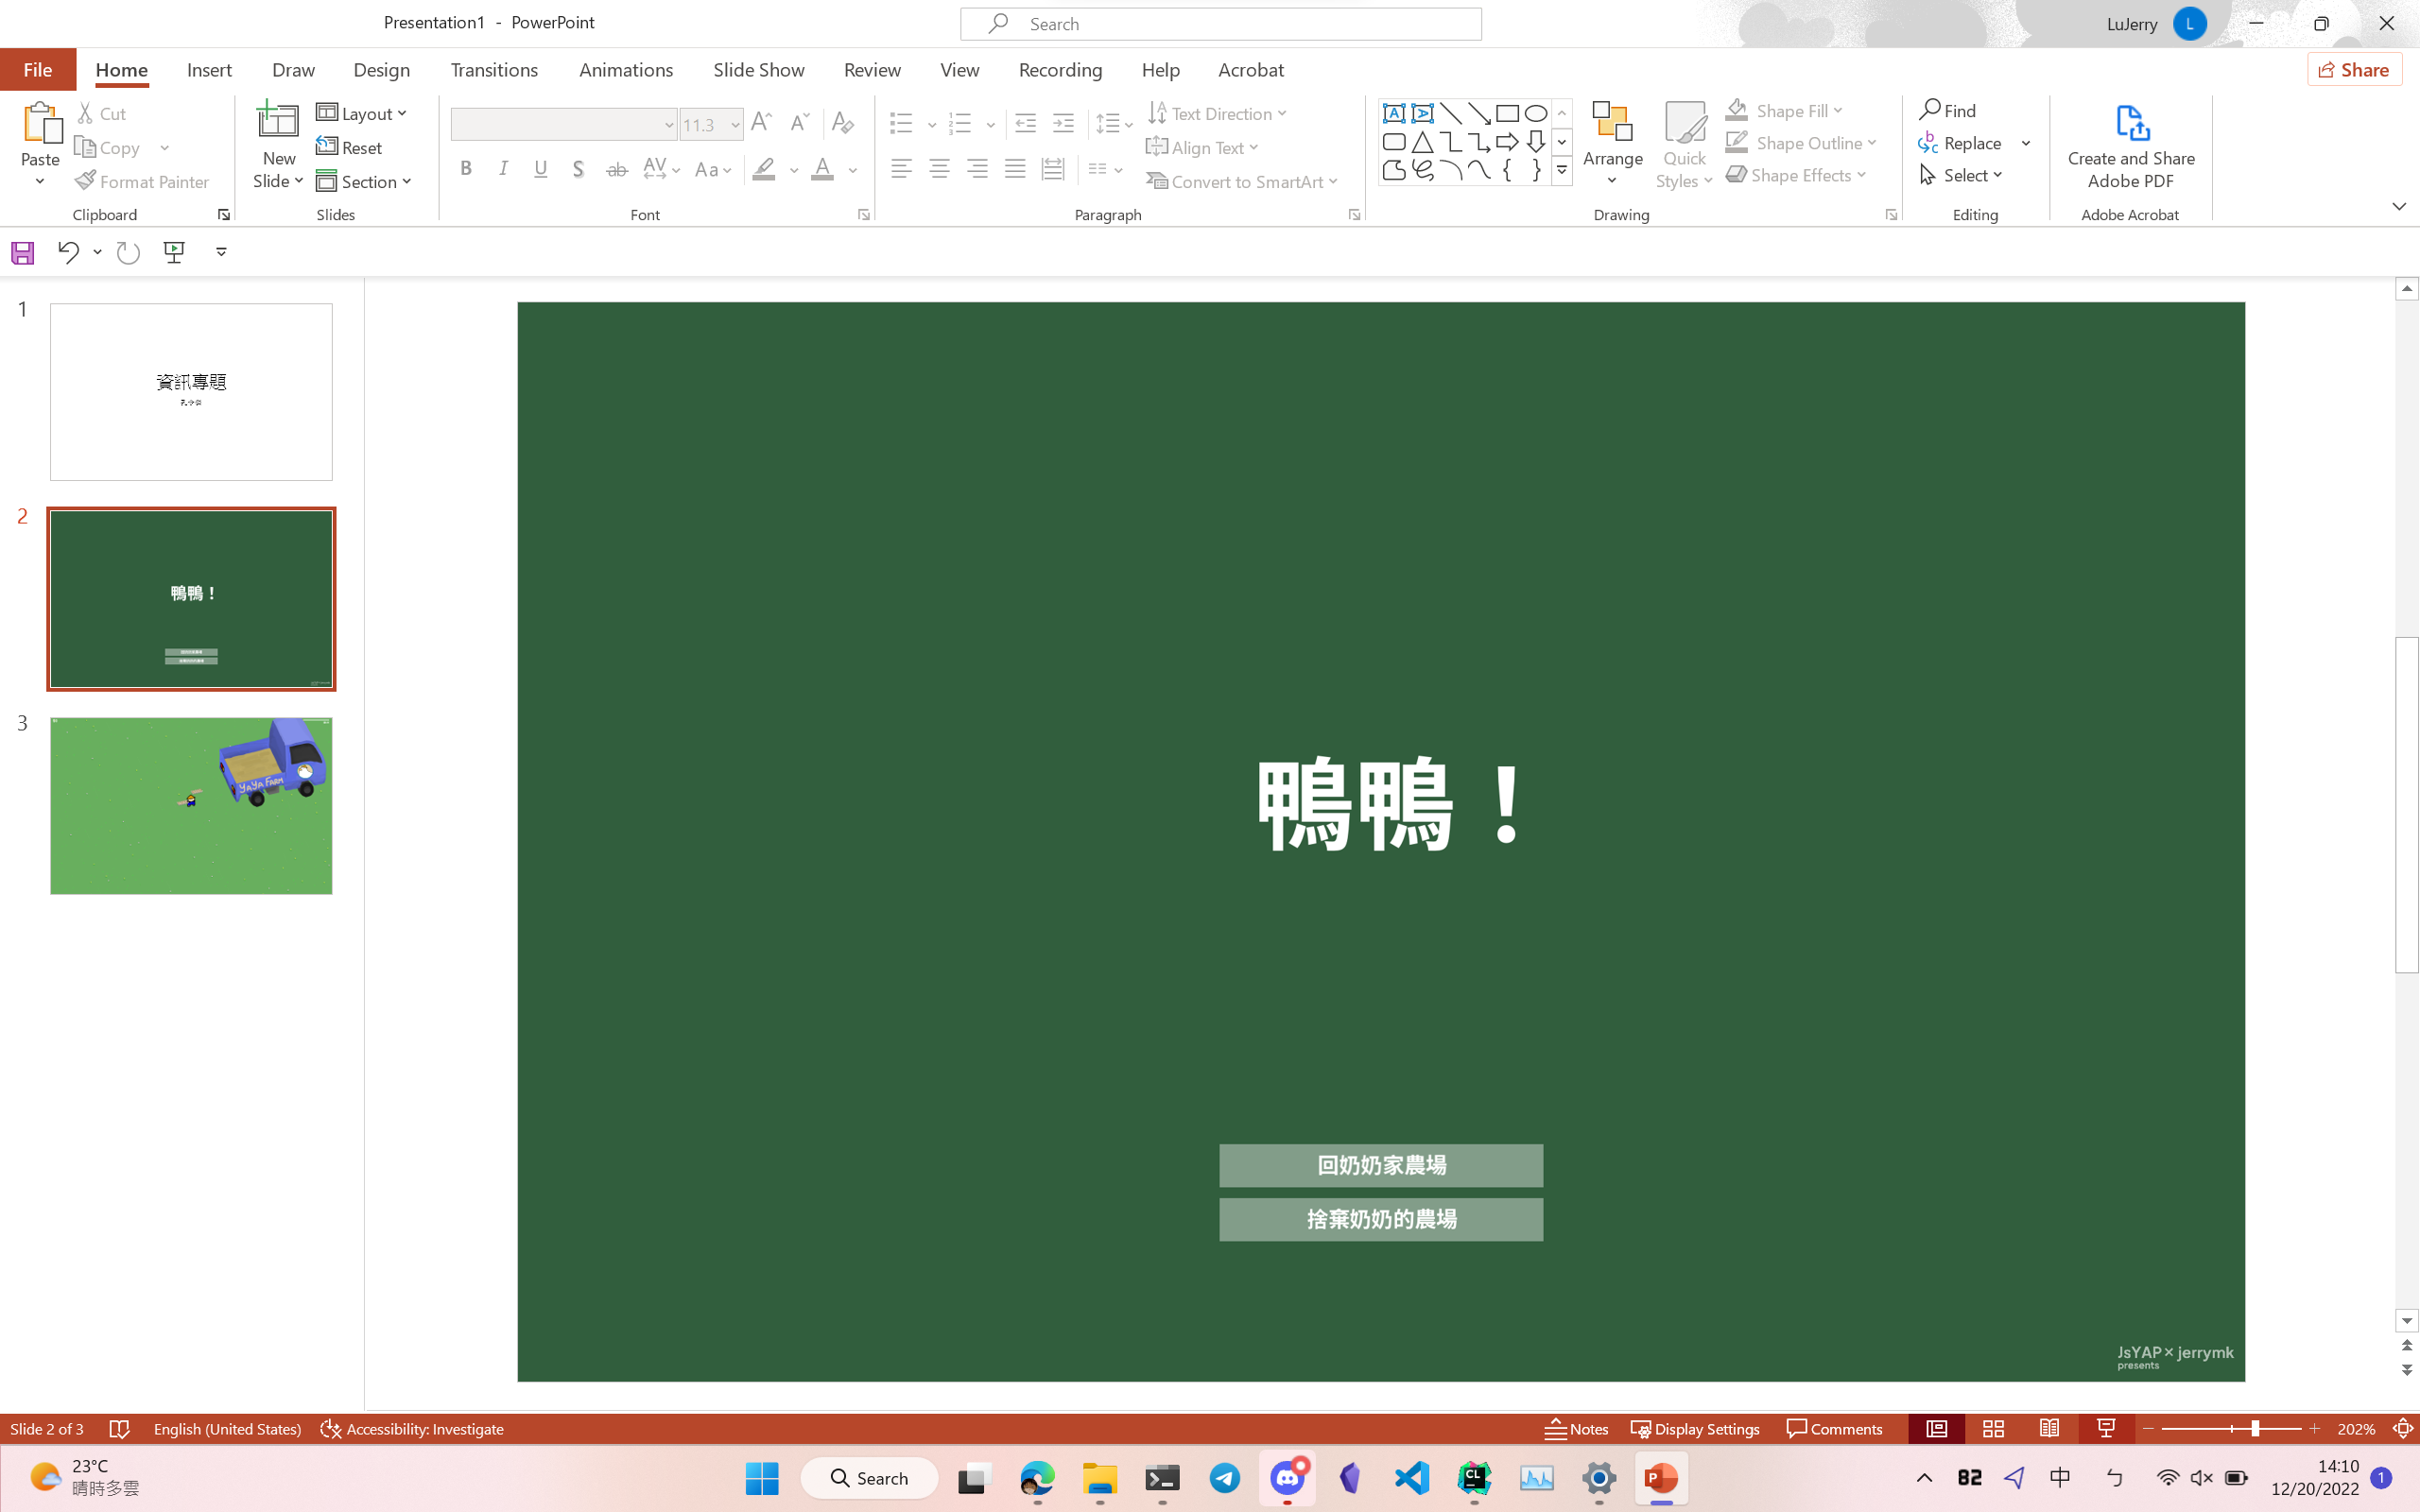 Presentation1 - PowerPoint
Search
LuJerry
L
File Home Insert Draw Design Transitions Animations Slide Show Review View Recording Help Acrobat
Share
Paste
Cut
Copy
Format Painter
Clipboard
New
Slide
Layout
Reset
Section
Slides
11.3
Font
Text Direction
Align Text
Convert to SmartArt
Paragraph
Arrange
Quick
Styles
Shape Fill
Shape Outline
Shape Effects
Drawing
Find
Replace
Select
Editing
Create and Share
Adobe PDF
Adobe Acrobat
1
資訊專題
2
鴨鴨！
3
YAYA FARM
鴨鴨！
回奶奶家農場
捨棄奶奶的農場
JsYAP × jerrymk
presents
Slide 2 of 3
English (United States)
Accessibility: Investigate
Notes
Display Settings
Comments
202%
23°C
晴時多雲
Search
82
中
ㄅ
14:10
12/20/2022
1